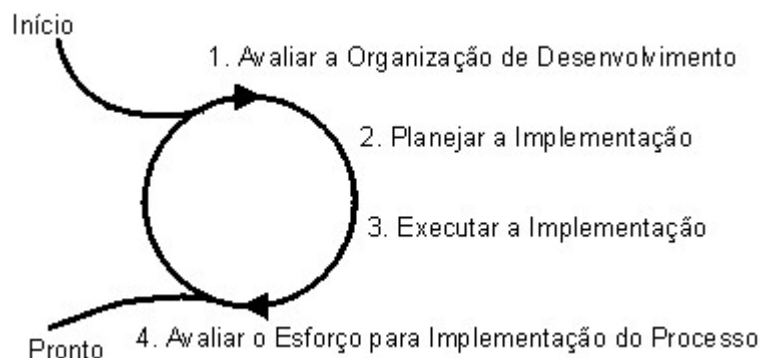 Início
1. Avaliar a Organização de Desenvolvimento
2. Planejar a Implementação
3. Executar a Implementação
4. Avaliar o Esforço para Implementação do Processo
Pronto